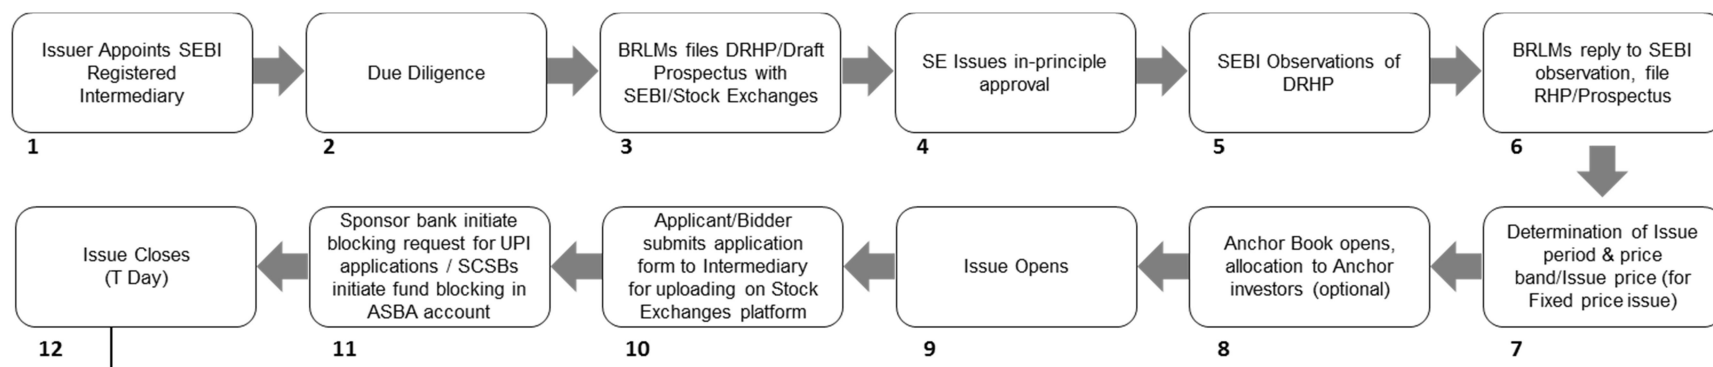 Issuer Appoints SEBI
Registered
Intermediary
1
Due Diligence
2
BRLMs files DRHP/Draft
Prospectus with
SEBI/Stock Exchanges
3
SE Issues in-principle
approval
4
SEBI Observations of
DRHP
5
BRLMs reply to SEBI
observation, file
RHP/Prospectus
6
Determination of Issue
period & price
band/Issue price (for
Fixed price issue)
7
Anchor Book opens,
allocation to Anchor
investors (optional)
8
Issue Opens
9
Applicant/Bidder
submits application
form to Intermediary
for uploading on Stock
Exchanges platform
10
Sponsor bank initiate
blocking request for UPI
applications / SCSBs
initiate fund blocking in
ASBA account
11
Issue Closes
(T Day)
12